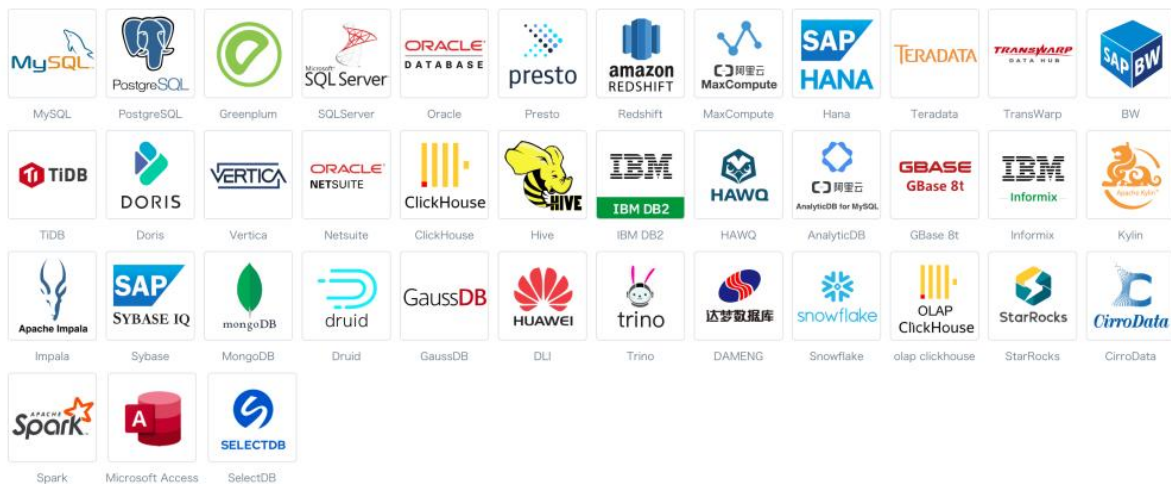 MySQL
PostgreSQL
Microsoft
SQL Server
ORACLE
DATABASE
presto
amazon
REDSHIFT
阿里云
MaxCompute
SAP
HANA
TERADATA
TRANSWARP
DATA HUB
SAP BW
MySQL
PostgreSQL
Greenplum
SQLServer
Oracle
Presto
Redshift
MaxCompute
Hana
Teradata
TransWarp
BW
TiDB
DORIS
VERTICA
ORACLE
NETSUITE
ClickHouse
HIVE
IBM
IBM DB2
HAWQ
阿里云
AnalyticDB for MySQL
GBASE
GBase 8t
IBM
Informix
Apache Kylin
TiDB
Doris
Vertica
Netsuite
ClickHouse
Hive
IBM DB2
HAWQ
AnalyticDB
GBase 8t
Informix
Kylin
Apache Impala
SAP
SYBASE IQ
mongoDB
druid
GaussDB
HUAWEI
trino
达梦数据库
snowflake
OLAP
ClickHouse
StarRocks
CirroData
Impala
Sybase
MongoDB
Druid
GaussDB
DLI
Trino
DAMENG
Snowflake
olap clickhouse
StarRocks
CirroData
APACHE
Spark
A
SELECTDB
Spark
Microsoft Access
SelectDB